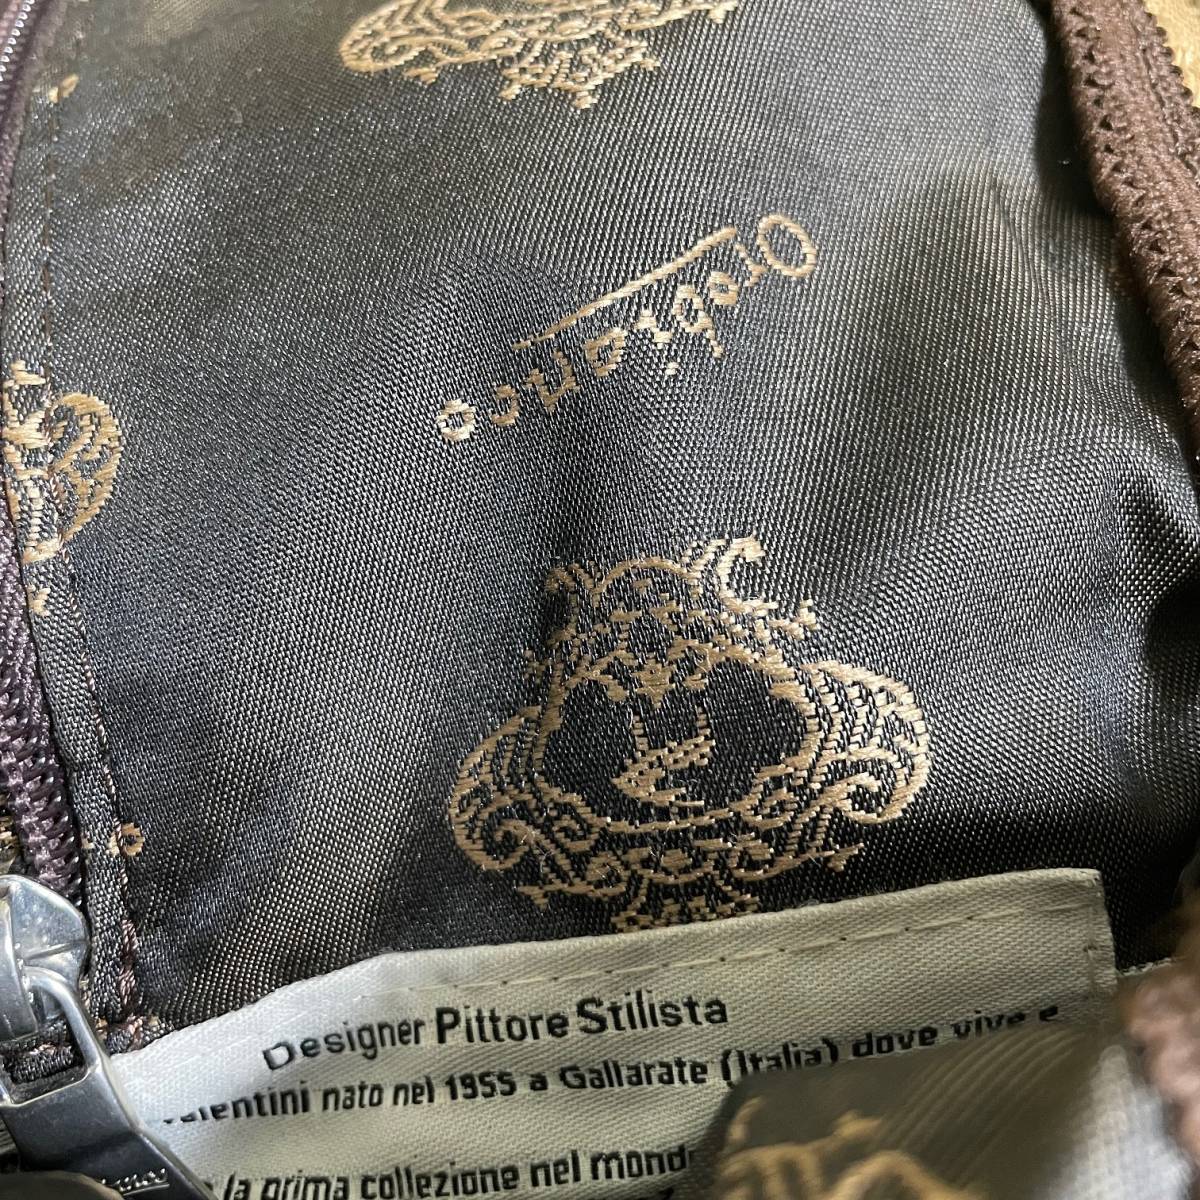 Orobianco
Designer Pittore Stilista
nato nel 1955 a Gallarate (Italia) dove vive e
la prima collezione nel